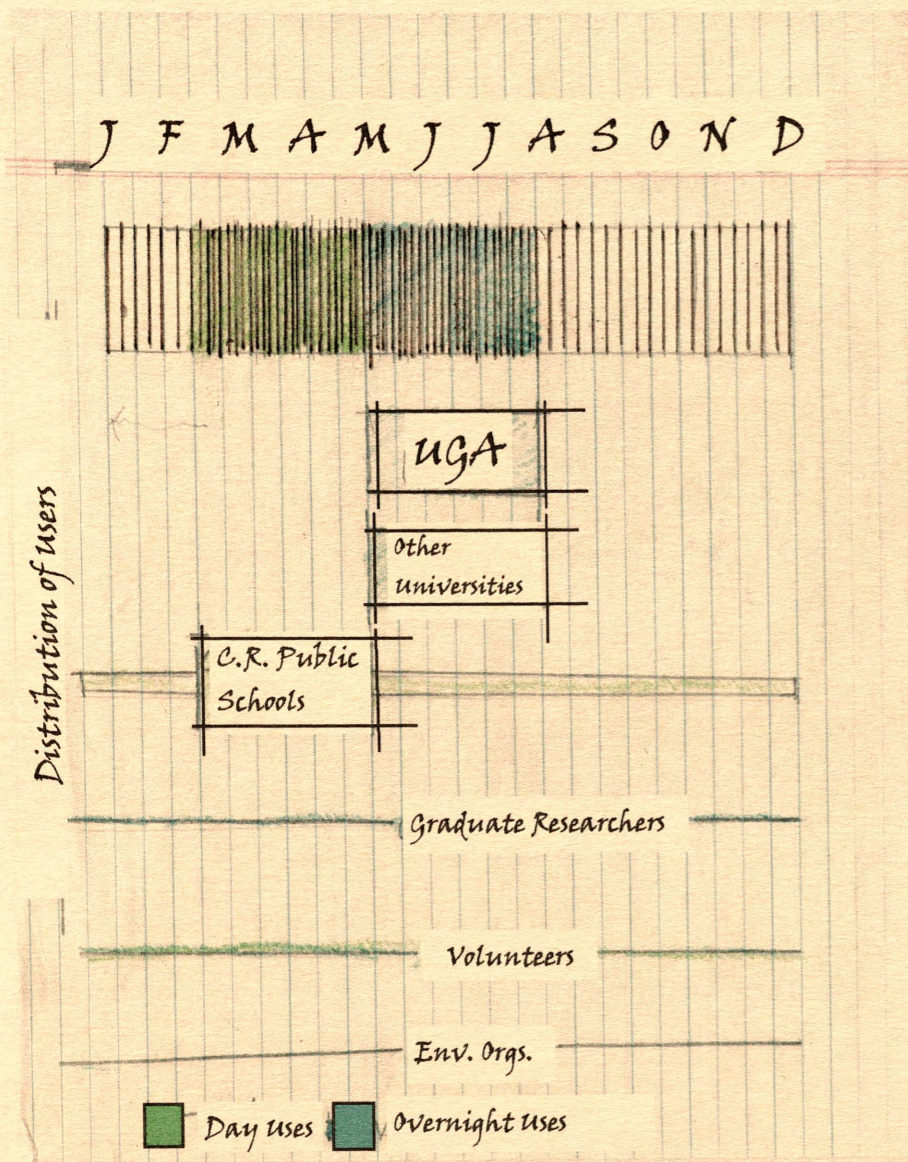 J F M A M J J A S O N D
UGA
Other
Universities
C.R. Public
Schools
Distribution of Users
Graduate Researchers
Volunteers
Env. Orgs.
Day Uses
Overnight Uses